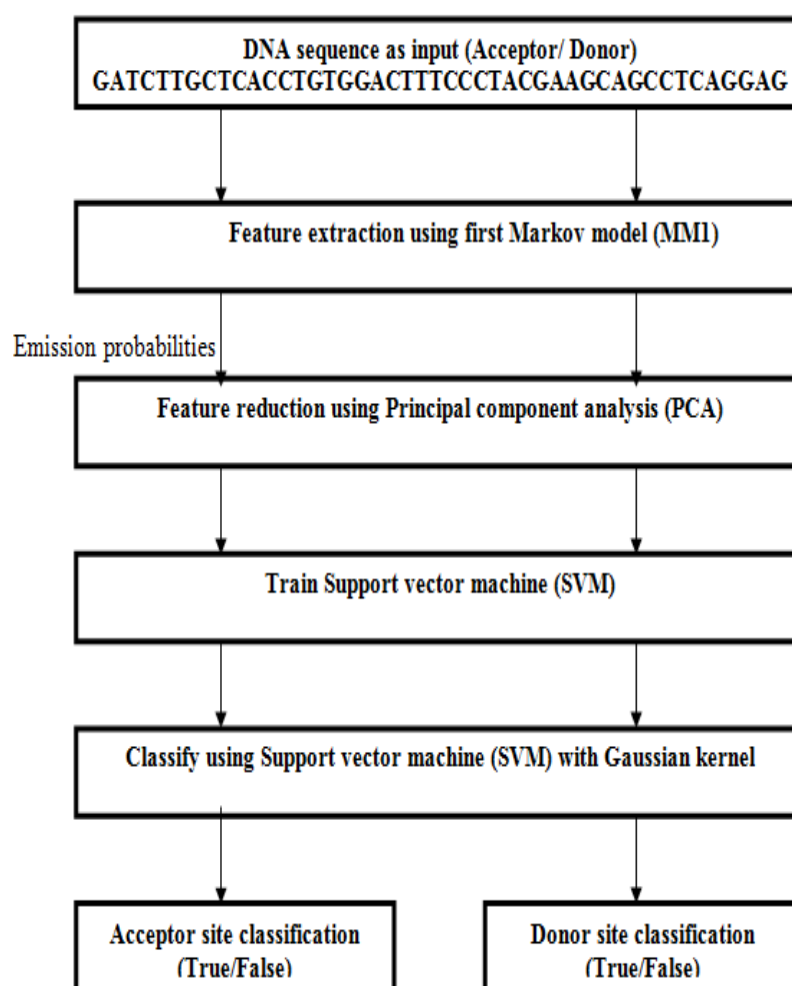 DNA sequence as input (Acceptor/ Donor)
GATCTTGCTCACCTGTGGACTTTCCCTACGAAGCAGCCTCAGGAG
Feature extraction using first Markov model (MM1)
Emission probabilities
Feature reduction using Principal component analysis (PCA)
Train Support vector machine (SVM)
Classify using Support vector machine (SVM) with Gaussian kernel
Acceptor site classification
(True/False)
Donor site classification
(True/False)